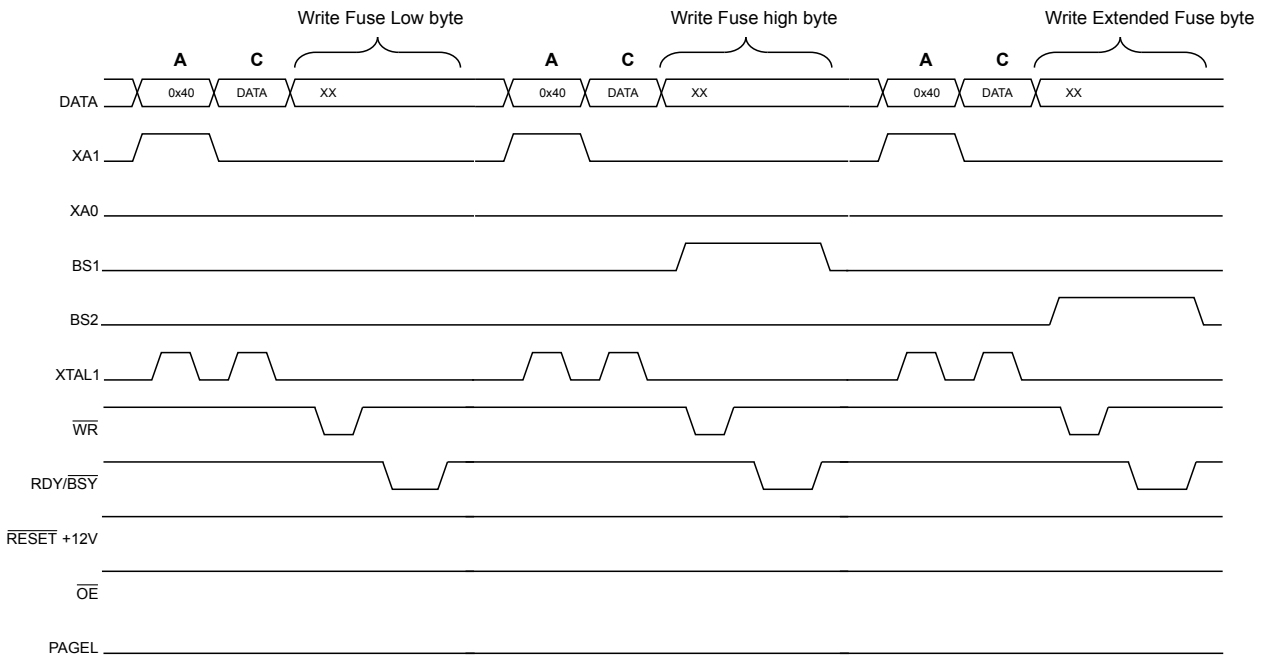 Write Fuse Low byte Write Fuse high byte Write Extended Fuse byte
A C A C A C
DATA 0x40 DATA XX 0x40 DATA XX 0x40 DATA XX
XA1
XA0
BS1
BS2
XTAL1
WR
RDY/BSY
RESET +12V
OE
PAGEL